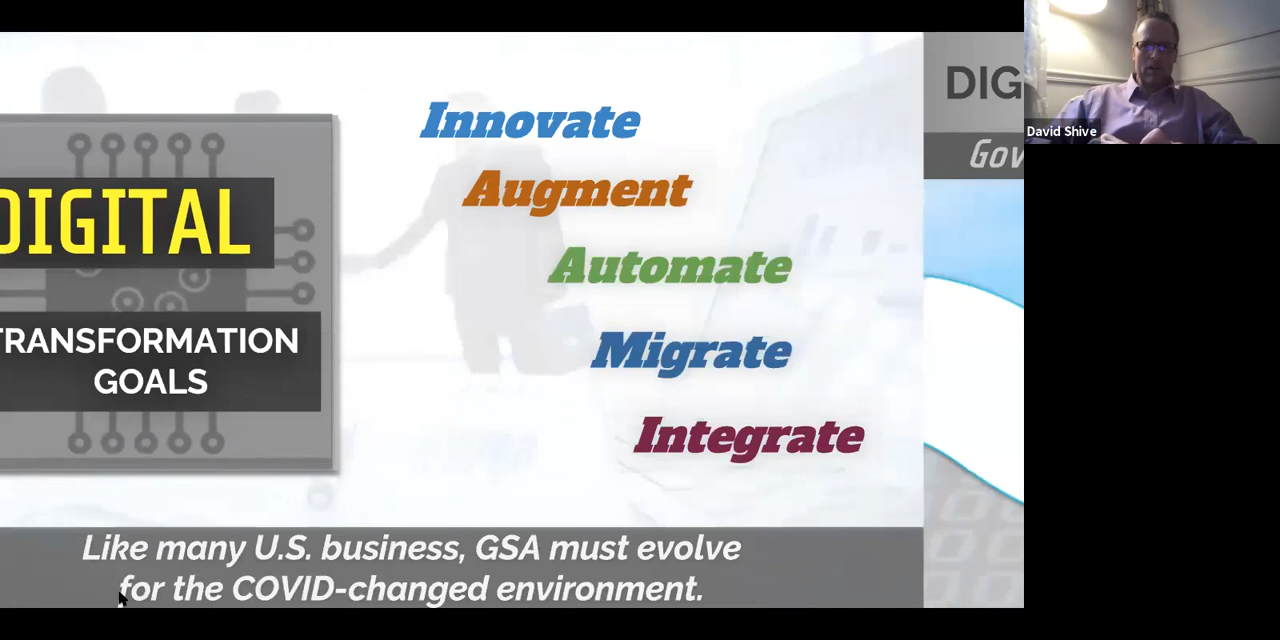 DIGITAL
TRANSFORMATION
GOALS
Innovate
Augment
Automate
Migrate
Integrate
Like many U.S. business, GSA must evolve
for the COVID-changed environment.
DIG
Gov
David Shive